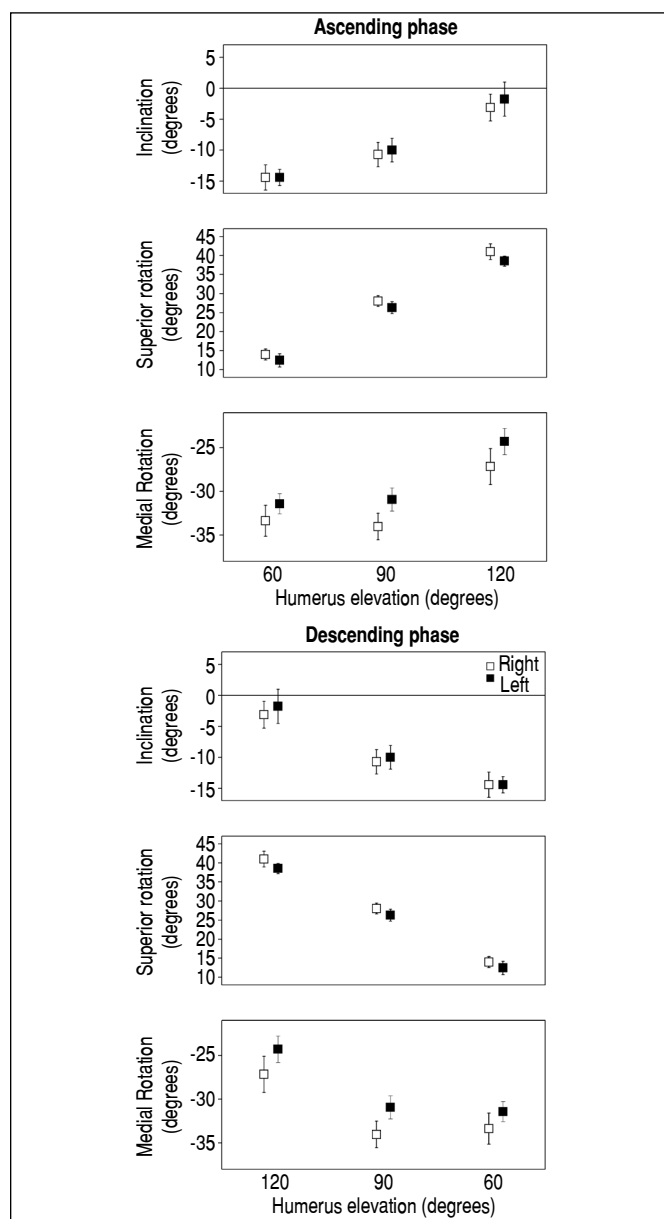 Ascending phase
Inclination
(degrees)
5
0
-5
-10
-15
Superior rotation
(degrees)
45
40
35
30
25
20
15
10
Medial Rotation
(degrees)
-25
-30
-35
60 90 120
Humerus elevation (degrees)
Descending phase
Inclination
(degrees)
5
0
-5
-10
-15
Right
Left
Superior rotation
(degrees)
45
40
35
30
25
20
15
10
Medial Rotation
(degrees)
-25
-30
-35
120 90 60
Humerus elevation (degrees)